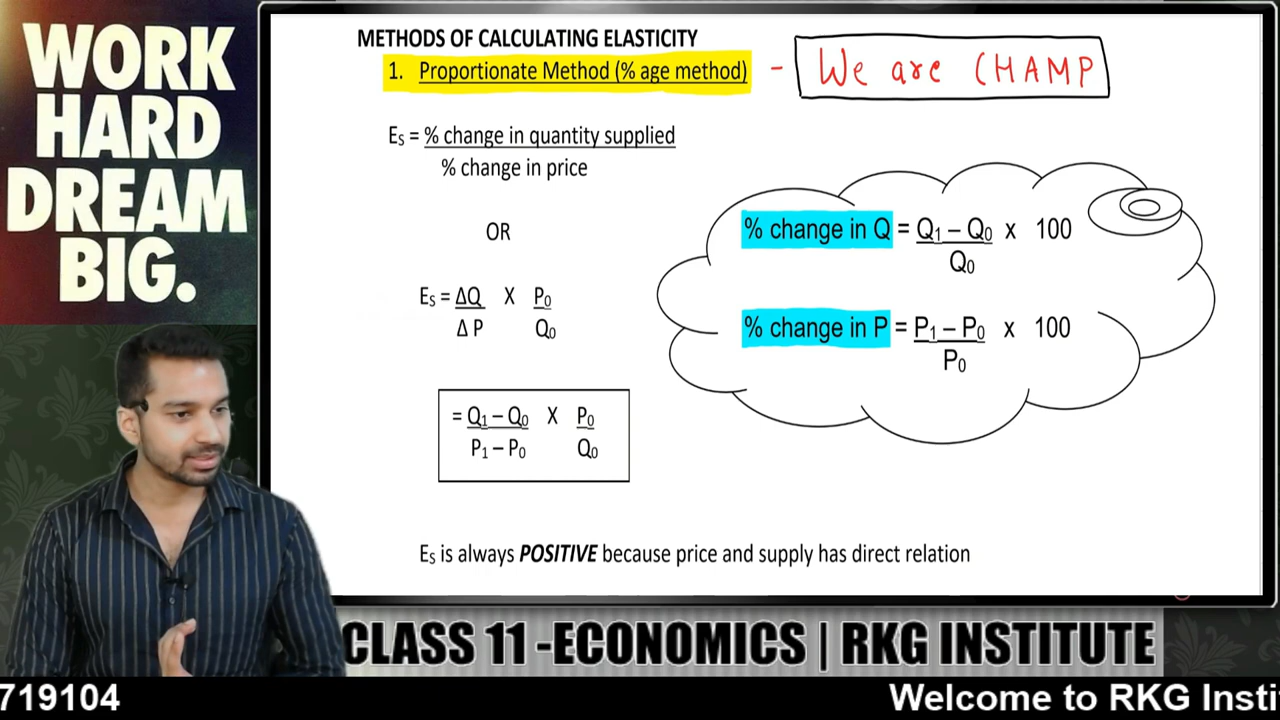 WORK
HARD
DREAM
BIG.
METHODS OF CALCULATING ELASTICITY
1. Proportionate Method (% age method) - We are CHAMP
Es = % change in quantity supplied
% change in price
OR
Es = ΔQ X P0
Δ P Q0
= Q1 – Q0 X P0
P1 – P0 Q0
% change in Q = Q1 – Q0 x 100
Q0
% change in P = P1 – P0 x 100
P0
Es is always POSITIVE because price and supply has direct relation
CLASS 11 -ECONOMICS | RKG INSTITUTE
719104 Welcome to RKG Insti